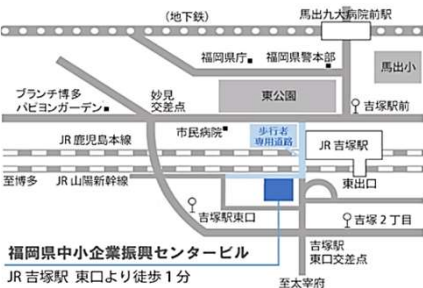 (地下鉄)
馬出九大病院前駅
福岡県庁
福岡県警本部
馬出小
ブランチ博多
パピヨンガーデン
妙見
交差点
東公園
吉塚駅前
市民病院
歩行者
専用道路
JR 鹿児島本線
JR 吉塚駅
至博多
JR 山陽新幹線
東出口
吉塚駅東口
吉塚 2 丁目
福岡県中小企業振興センタービル
吉塚駅
東口交差点
JR 吉塚駅 東口より徒歩 1 分
至太宰府